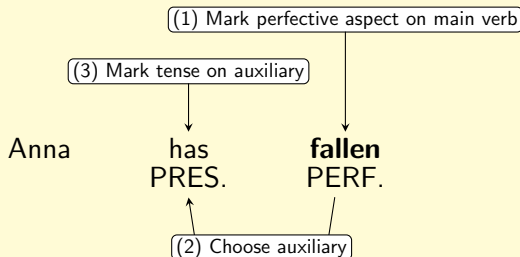 (1) Mark perfective aspect on main verb
(3) Mark tense on auxiliary
Anna has fallen
PRES. PERF.
(2) Choose auxiliary